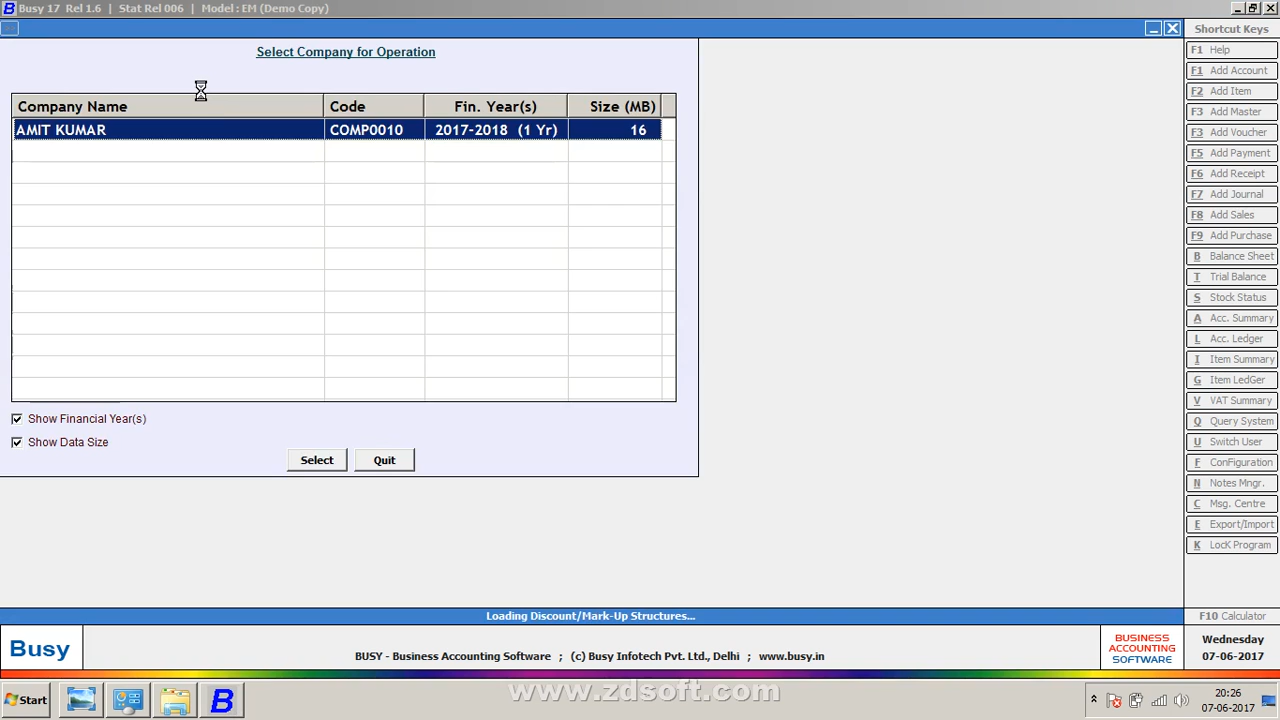 Busy 17 Rel 1.6 | Stat Rel 006 | Model : EM (Demo Copy)
Select Company for Operation
Company Name Code Fin. Year(s) Size (MB)
AMIT KUMAR COMP0010 2017-2018 (1 Yr) 16
Show Financial Year(s)
Show Data Size
Select Quit
Shortcut Keys
F1 Help
F1 Add Account
F2 Add Item
F3 Add Master
F3 Add Voucher
F5 Add Payment
F6 Add Receipt
F7 Add Journal
F8 Add Sales
F9 Add Purchase
B Balance Sheet
T Trial Balance
S Stock Status
A Acc. Summary
L Acc. Ledger
I Item Summary
G Item LedGer
V VAT Summary
Q Query System
U Switch User
F ConFiguration
N Notes Mngr.
C Msg. Centre
E Export/Import
K LocK Program
Loading Discount/Mark-Up Structures...
F10 Calculator
Busy
BUSY - Business Accounting Software ; (c) Busy Infotech Pvt. Ltd., Delhi ; www.busy.in
BUSINESS
ACCOUNTING
SOFTWARE
Wednesday
07-06-2017
Start
B
www.zdsoft.com
20:26
07-06-2017